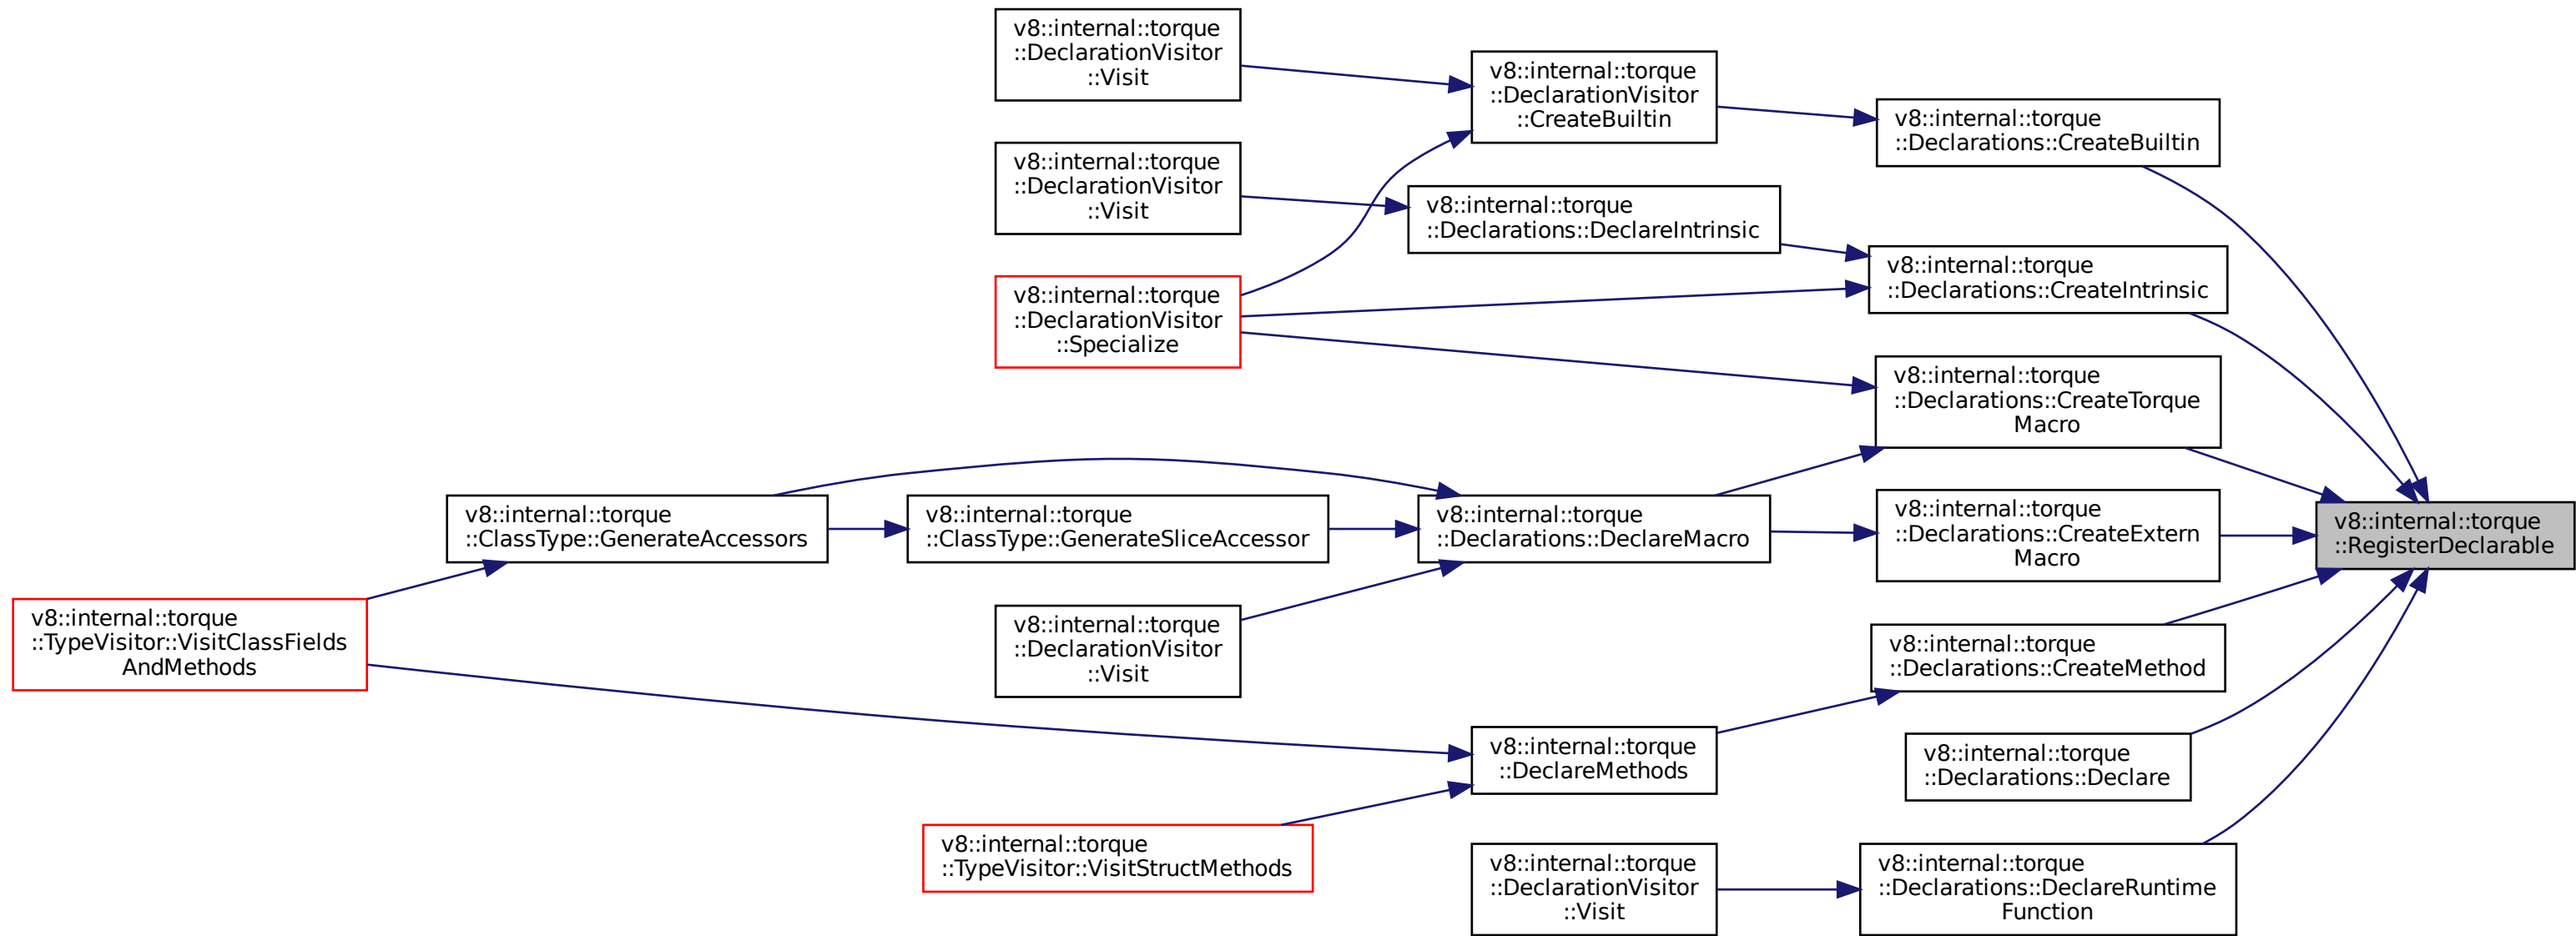 v8::internal::torque
::DeclarationVisitor
::Visit
v8::internal::torque
::DeclarationVisitor
::CreateBuiltin
v8::internal::torque
::Declarations::CreateBuiltin
v8::internal::torque
::DeclarationVisitor
::Visit
v8::internal::torque
::Declarations::DeclareIntrinsic
v8::internal::torque
::Declarations::CreateIntrinsic
v8::internal::torque
::DeclarationVisitor
::Specialize
v8::internal::torque
::Declarations::CreateTorque
Macro
v8::internal::torque
::ClassType::GenerateAccessors
v8::internal::torque
::ClassType::GenerateSliceAccessor
v8::internal::torque
::Declarations::DeclareMacro
v8::internal::torque
::Declarations::CreateExtern
Macro
v8::internal::torque
::RegisterDeclarable
v8::internal::torque
::TypeVisitor::VisitClassFields
AndMethods
v8::internal::torque
::DeclarationVisitor
::Visit
v8::internal::torque
::Declarations::CreateMethod
v8::internal::torque
::DeclareMethods
v8::internal::torque
::Declarations::Declare
v8::internal::torque
::TypeVisitor::VisitStructMethods
v8::internal::torque
::DeclarationVisitor
::Visit
v8::internal::torque
::Declarations::DeclareRuntime
Function